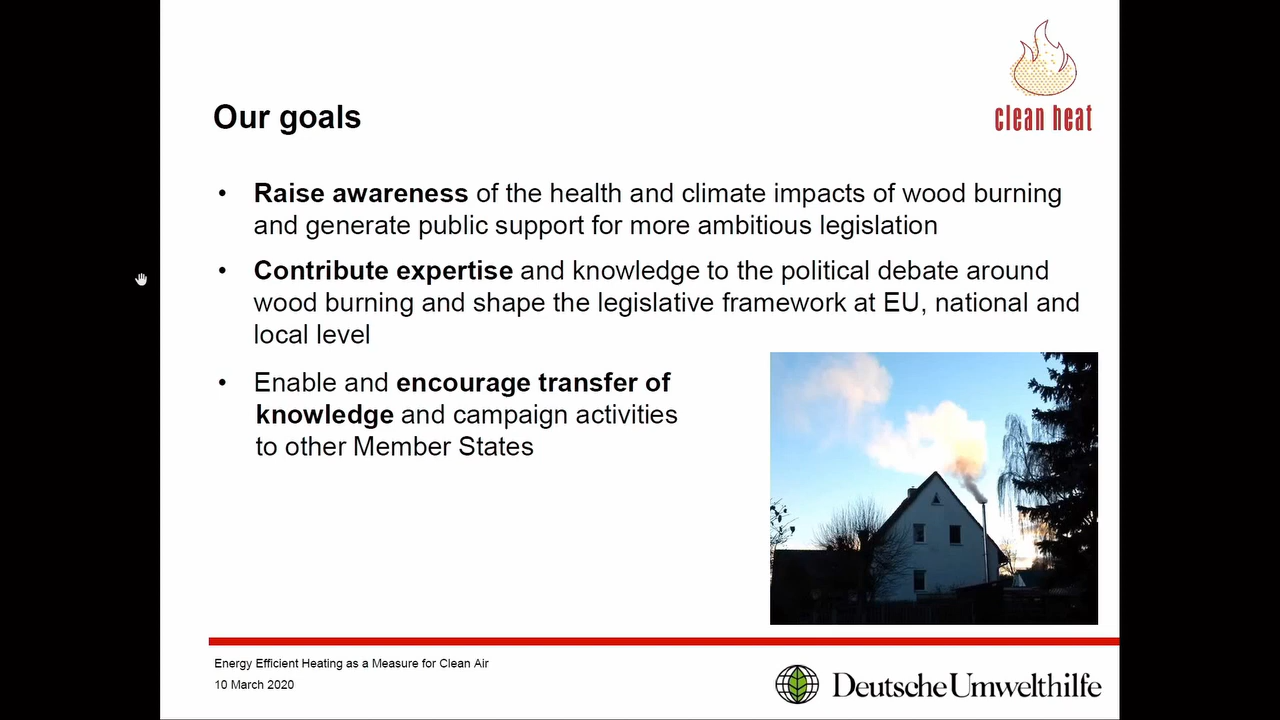 clean heat
Our goals
• Raise awareness of the health and climate impacts of wood burning
and generate public support for more ambitious legislation
• Contribute expertise and knowledge to the political debate around
wood burning and shape the legislative framework at EU, national and
local level
• Enable and encourage transfer of
knowledge and campaign activities
to other Member States
Energy Efficient Heating as a Measure for Clean Air
10 March 2020
Deutsche Umwelthilfe